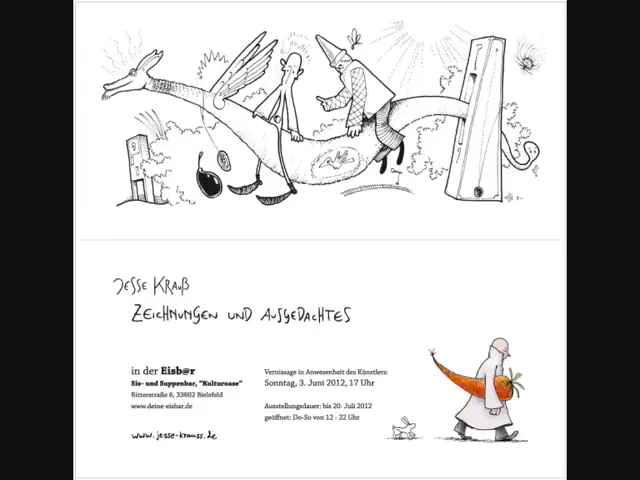 Jesse Krauß
Zeichnungen und Ausgedachtes
in der Eisb@r
Eis- und Suppenbar, "Kulturoase"
Ritterstraße 6, 33602 Bielefeld
www.deine-eisbar.de
www.jesse-krauss.de
Vernissage in Anwesenheit des Künstlers:
Sonntag, 3. Juni 2012, 17 Uhr
Ausstellungsdauer: bis 20. Juli 2012
geöffnet: Do-So von 12 - 22 Uhr